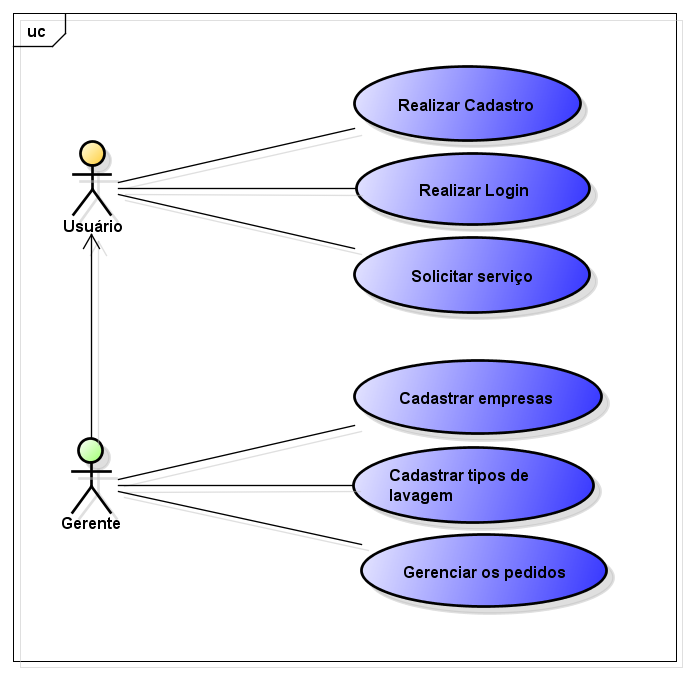 uc
Realizar Cadastro
Realizar Login
Usuário
Solicitar serviço
Cadastrar empresas
Cadastrar tipos de
lavagem
Gerente
Gerenciar os pedidos